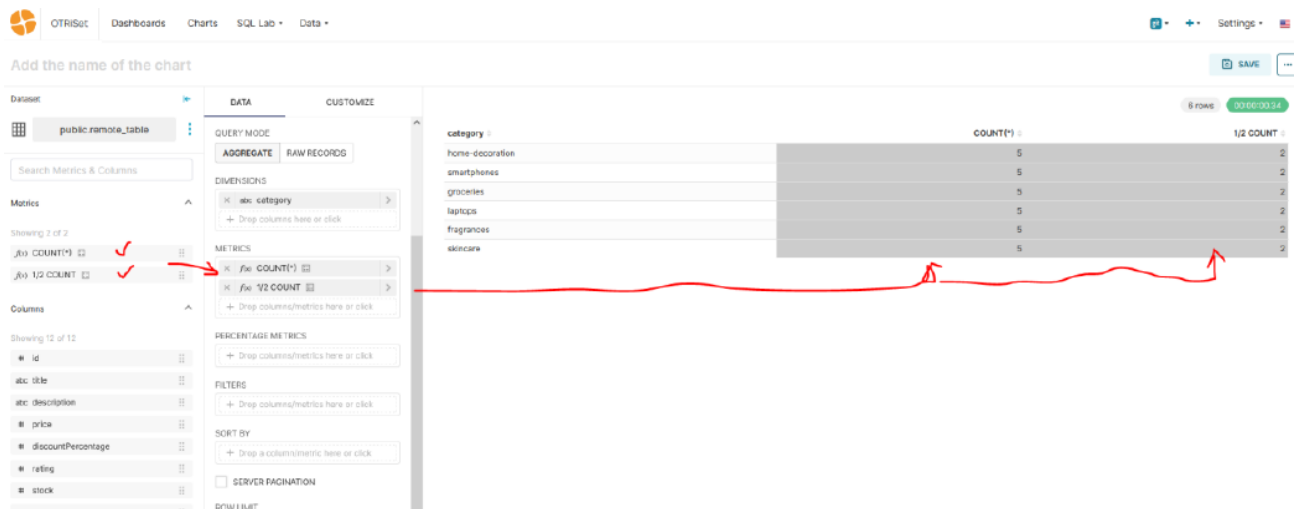 OTRISet Dashboards Charts SQL Lab Data Settings
Add the name of the chart SAVE ...
Dataset
public.remote_table
Search Metrics & Columns
Metrics
Showing 2 of 2
f(x) COUNT(*)
f(x) 1/2 COUNT
Columns
Showing 12 of 12
# id
abc title
abc description
# price
# discountPercentage
# rating
# stock
DATA CUSTOMIZE
QUERY MODE
AGGREGATE RAW RECORDS
DIMENSIONS
abc category
+ Drop columns here or click
METRICS
f(x) COUNT(*)
f(x) 1/2 COUNT
+ Drop columns/metrics here or click
PERCENTAGE METRICS
+ Drop columns/metrics here or click
FILTERS
+ Drop columns/metrics here or click
SORT BY
+ Drop a column/metric here or click
SERVER PAGINATION
ROW LIMIT
6 rows 00:00:00.34
category COUNT(*) 1/2 COUNT
home-decoration 5 2
smartphones 5 2
groceries 5 2
laptops 5 2
fragrances 5 2
skincare 5 2